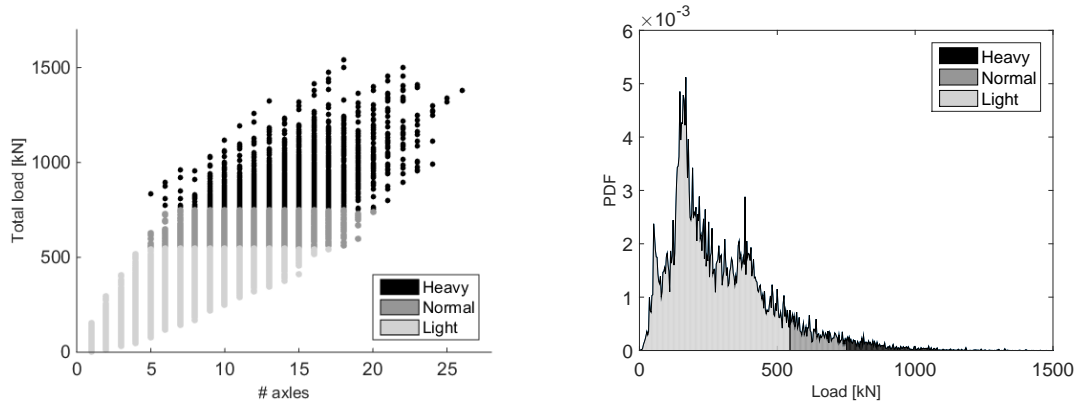 1500
1000
500
0
Total load [kN]
0 5 10 15 20 25
# axles
Heavy
Normal
Light
×10⁻³
6
5
4
3
2
1
0
PDF
0 500 1000 1500
Load [kN]
Heavy
Normal
Light